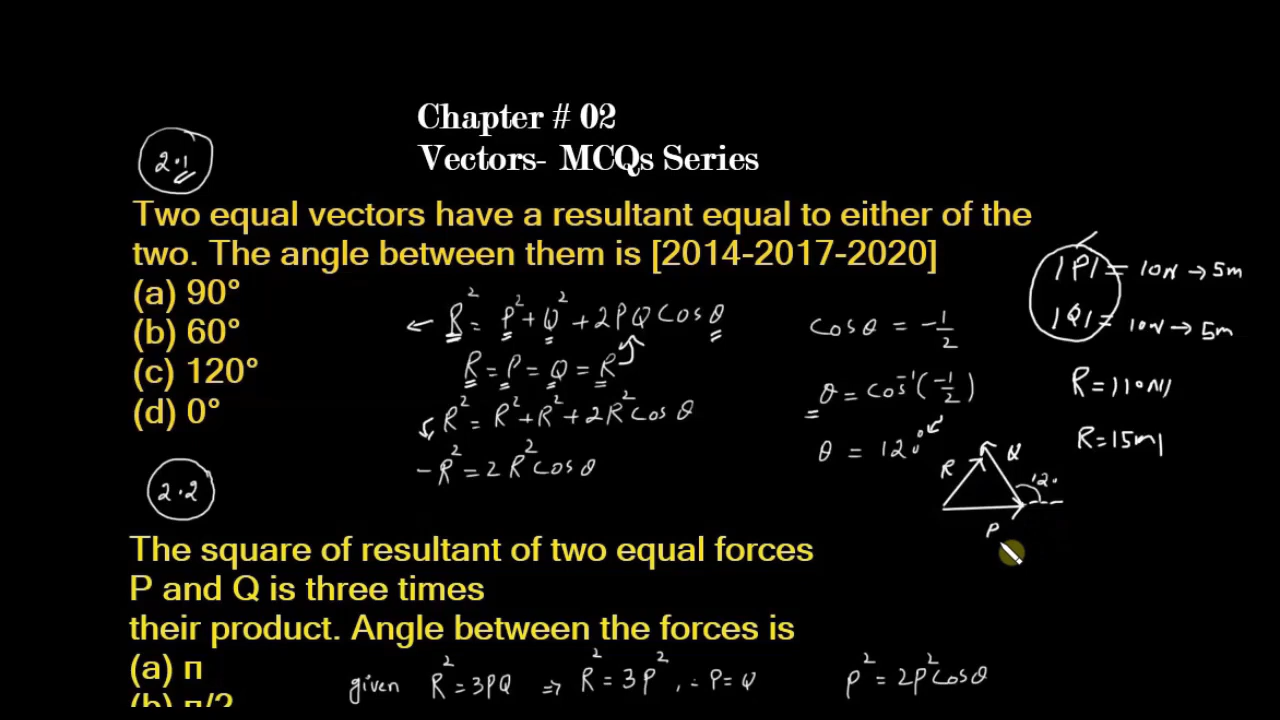 Chapter # 02
Vectors- MCQs Series
2.1
Two equal vectors have a resultant equal to either of the
two. The angle between them is [2014-2017-2020]
(a) 90°
(b) 60°
(c) 120°
(d) 0°
R² = P² + Q² + 2PQ Cos θ
R = P = Q = R
R² = R² + R² + 2R² Cos θ
-R² = 2R² Cos θ
Cos θ = -1/2
θ = Cos⁻¹(-1/2)
θ = 120°
|P| = 10N → 5m
|Q| = 10N → 5m
R = 110N
R = 15m
R
Q
120
P
2.2
The square of resultant of two equal forces
P and Q is three times
their product. Angle between the forces is
(a) π
given R² = 3PQ ⇒ R² = 3P², ∴ P = Q
P² = 2P² Cos θ
(b) π/2